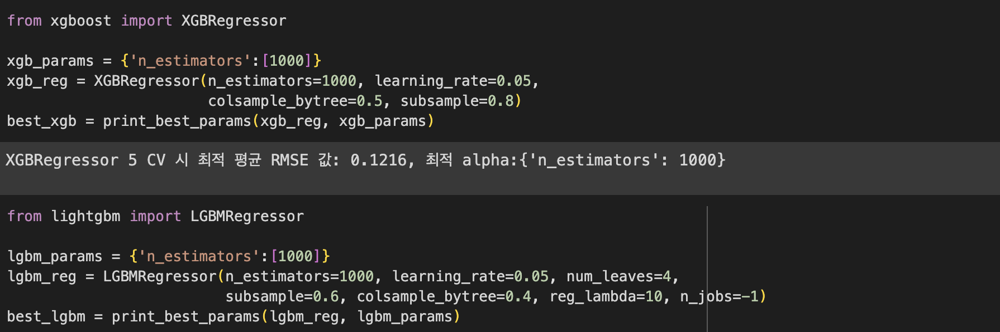 from xgboost import XGBRegressor
xgb_params = {'n_estimators':[1000]}
xgb_reg = XGBRegressor(n_estimators=1000, learning_rate=0.05,
colsample_bytree=0.5, subsample=0.8)
best_xgb = print_best_params(xgb_reg, xgb_params)
XGBRegressor 5 CV 시 최적 평균 RMSE 값: 0.1216, 최적 alpha:{'n_estimators': 1000}
from lightgbm import LGBMRegressor
lgbm_params = {'n_estimators':[1000]}
lgbm_reg = LGBMRegressor(n_estimators=1000, learning_rate=0.05, num_leaves=4,
subsample=0.6, colsample_bytree=0.4, reg_lambda=10, n_jobs=-1)
best_lgbm = print_best_params(lgbm_reg, lgbm_params)